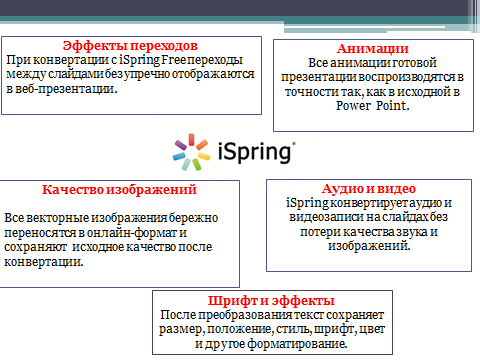 Эффекты переходов
При конвертации с iSpring Free переходы
между слайдами без упречно отображаются
в веб-презентации.
Анимации
Все анимации готовой
презентации воспроизводятся в
точности так, как в исходной в
Power Point.
iSpring®
Качество изображений
Все векторные изображения бережно
переносятся в онлайн-формат и
сохраняют исходное качество после
конвертации.
Аудио и видео
iSpring конвертирует аудио и
видеозаписи на слайдах без
потери качества звука и
изображений.
Шрифт и эффекты
После преобразования текст сохраняет
размер, положение, стиль, шрифт, цвет
и другое форматирование.